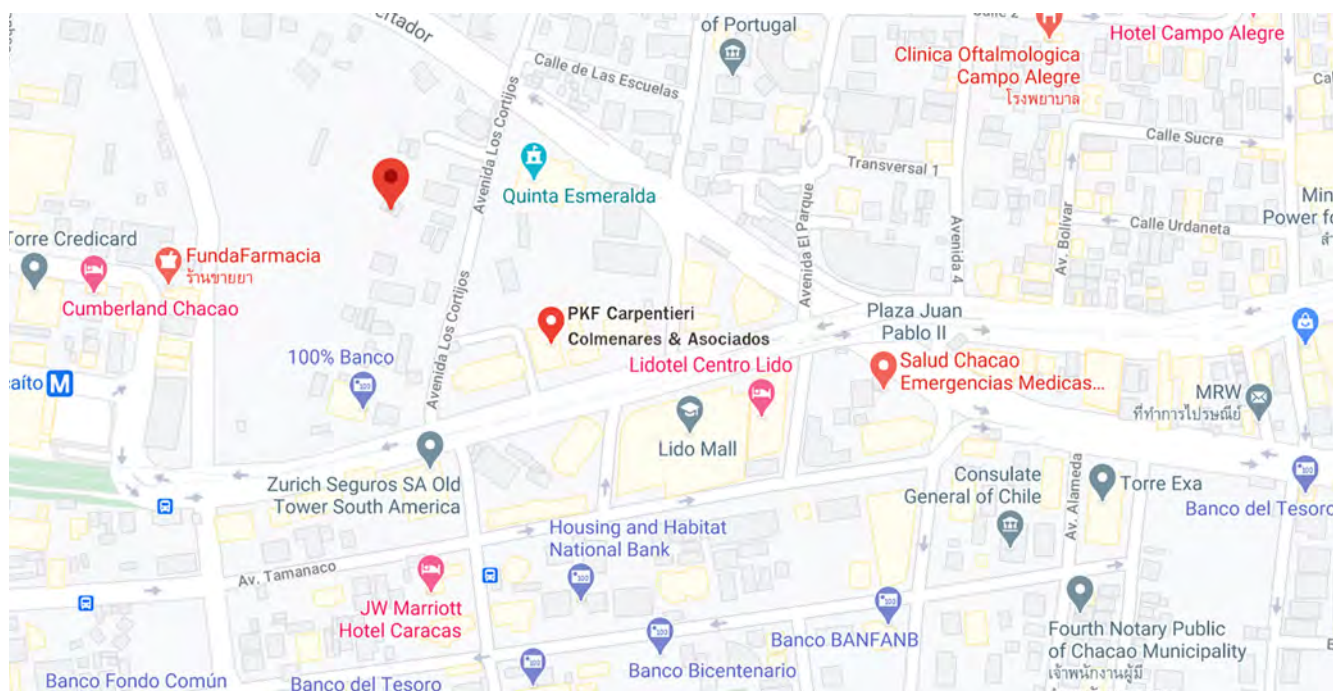 ertador
Calle 2
of Portugal
Hotel Campo Alegre
Clinica Oftalmologica
Campo Alegre
โรงพยาบาล
Calle de Las Escuelas
Calle Sucre
Transversal 1
Avenida Los Cortijos
Quinta Esmeralda
Avenida El Parque
Avenida 4
Av. Bolívar
Calle Urdaneta
Min
Power fo
Torre Credicard
FundaFarmacia
ร้านขายยา
Cumberland Chacao
PKF Carpentieri
Colmenares & Asociados
Plaza Juan
Pablo II
100% Banco
Avenida Los Cortijos
Lidotel Centro Lido
Salud Chacao
Emergencias Medicas...
aíto M
MRW
ที่ทำการไปรษณีย์
Lido Mall
Zurich Seguros SA Old
Tower South America
Consulate
General of Chile
Av. Alameda
Torre Exa
Banco del Tesoro
Housing and Habitat
National Bank
Av. Tamanaco
JW Marriott
Hotel Caracas
Banco BANFANB
Fourth Notary Public
of Chacao Municipality
เจ้าพนักงานผู้มี
Banco Bicentenario
Banco Fondo Común
Banco del Tesoro